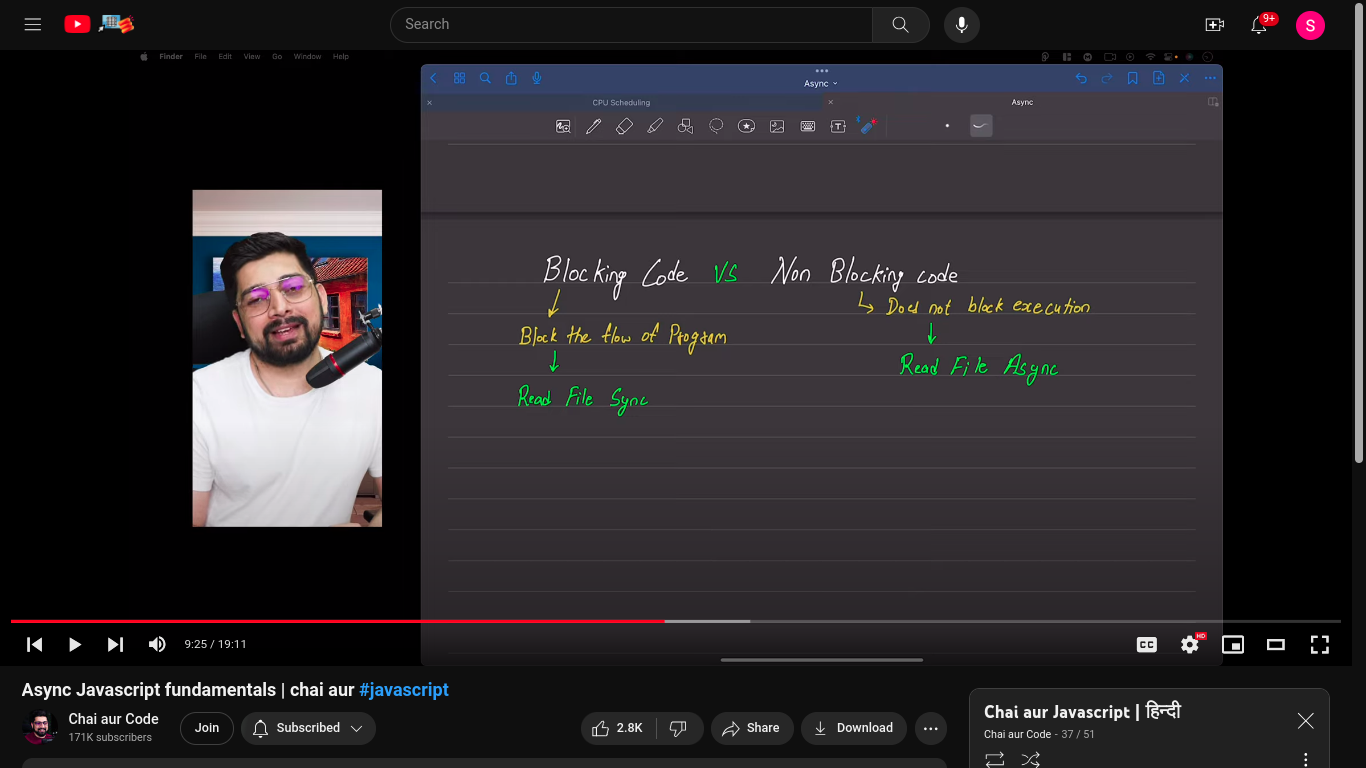 Search
9+
S
Finder File Edit View Go Window Help
Async
CPU Scheduling
Async
T
Blocking Code VS Non Blocking code
Block the flow of Program
Does not block execution
Read File Sync
Read File Async
9:25 / 19:11
CC
HD
Async Javascript fundamentals | chai aur #javascript
Chai aur Code
171K subscribers
Join
Subscribed
2.8K
Share
Download
Chai aur Javascript | हिन्दी
Chai aur Code - 37 / 51